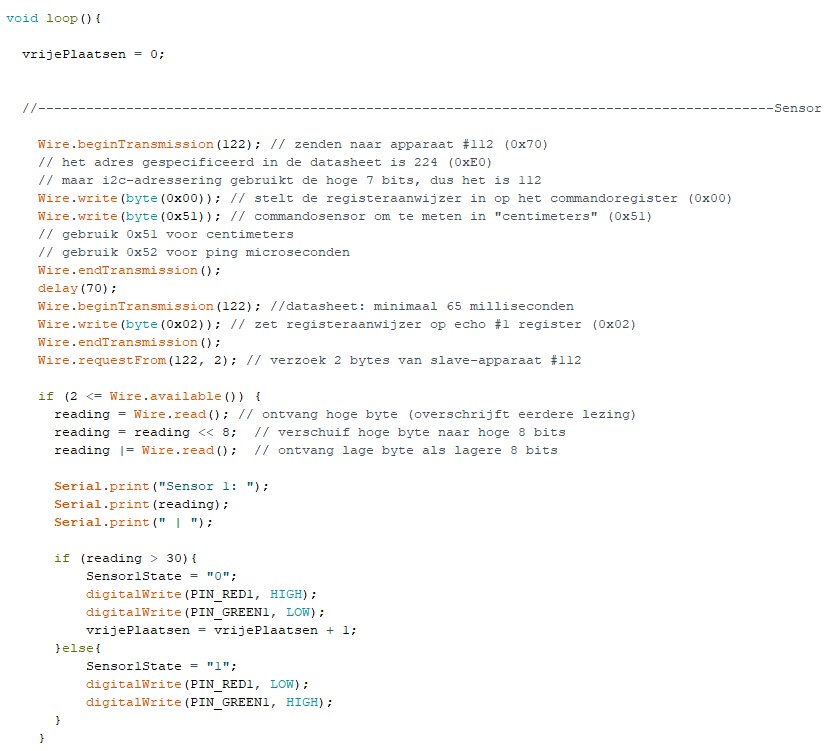 void loop(){
vrijePlaatsen = 0;
//--------------------------------------------------------------------------------------------Sensor
Wire.beginTransmission(122); // zenden naar apparaat #112 (0x70)
// het adres gespecificeerd in de datasheet is 224 (0xE0)
// maar i2c-adressering gebruikt de hoge 7 bits, dus het is 112
Wire.write(byte(0x00)); // stelt de registeraanwijzer in op het commandoregister (0x00)
Wire.write(byte(0x51)); // commandosensor om te meten in "centimeters" (0x51)
// gebruik 0x51 voor centimeters
// gebruik 0x52 voor ping microseconden
Wire.endTransmission();
delay(70);
Wire.beginTransmission(122); //datasheet: minimaal 65 milliseconden
Wire.write(byte(0x02)); // zet registeraanwijzer op echo #1 register (0x02)
Wire.endTransmission();
Wire.requestFrom(122, 2); // verzoek 2 bytes van slave-apparaat #112
if (2 <= Wire.available()) {
reading = Wire.read(); // ontvang hoge byte (overschrijft eerdere lezing)
reading = reading << 8;  // verschuif hoge byte naar hoge 8 bits
reading |= Wire.read();  // ontvang lage byte als lagere 8 bits
Serial.print("Sensor 1: ");
Serial.print(reading);
Serial.print(" | ");
if (reading > 30){
Sensor1State = "0";
digitalWrite(PIN_RED1, HIGH);
digitalWrite(PIN_GREEN1, LOW);
vrijePlaatsen = vrijePlaatsen + 1;
}else{
Sensor1State = "1";
digitalWrite(PIN_RED1, LOW);
digitalWrite(PIN_GREEN1, HIGH);
}
}